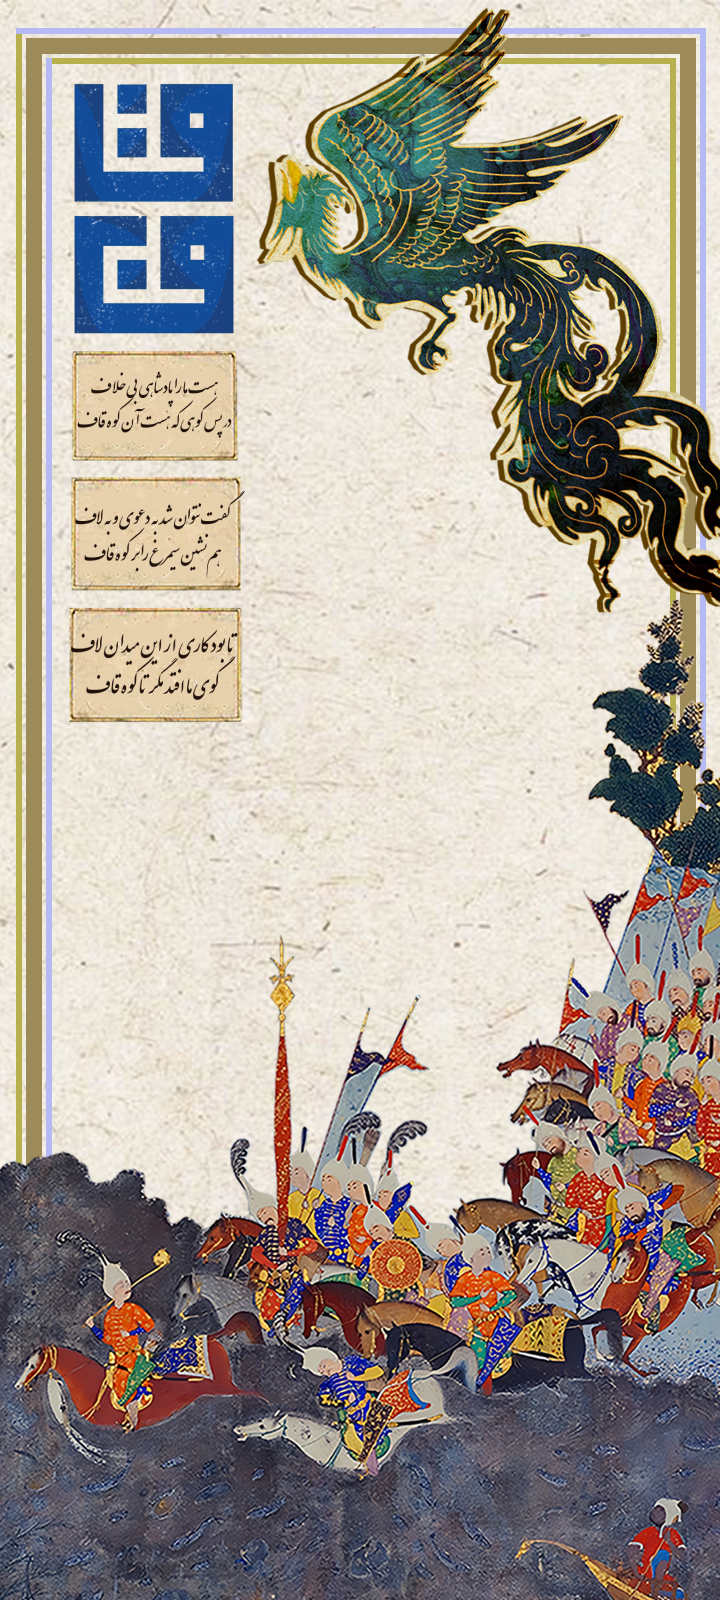 هست ما را پادشاهی بی خلاف
در پس کوهی که هست آن کوه قاف
گفت نتوان شد به دعوی و به لاف
هم نشین سیمرغ را بر کوه قاف
تا بود کاری از این میدان لاف
گوی ما افتد مگر تا کوه قاف